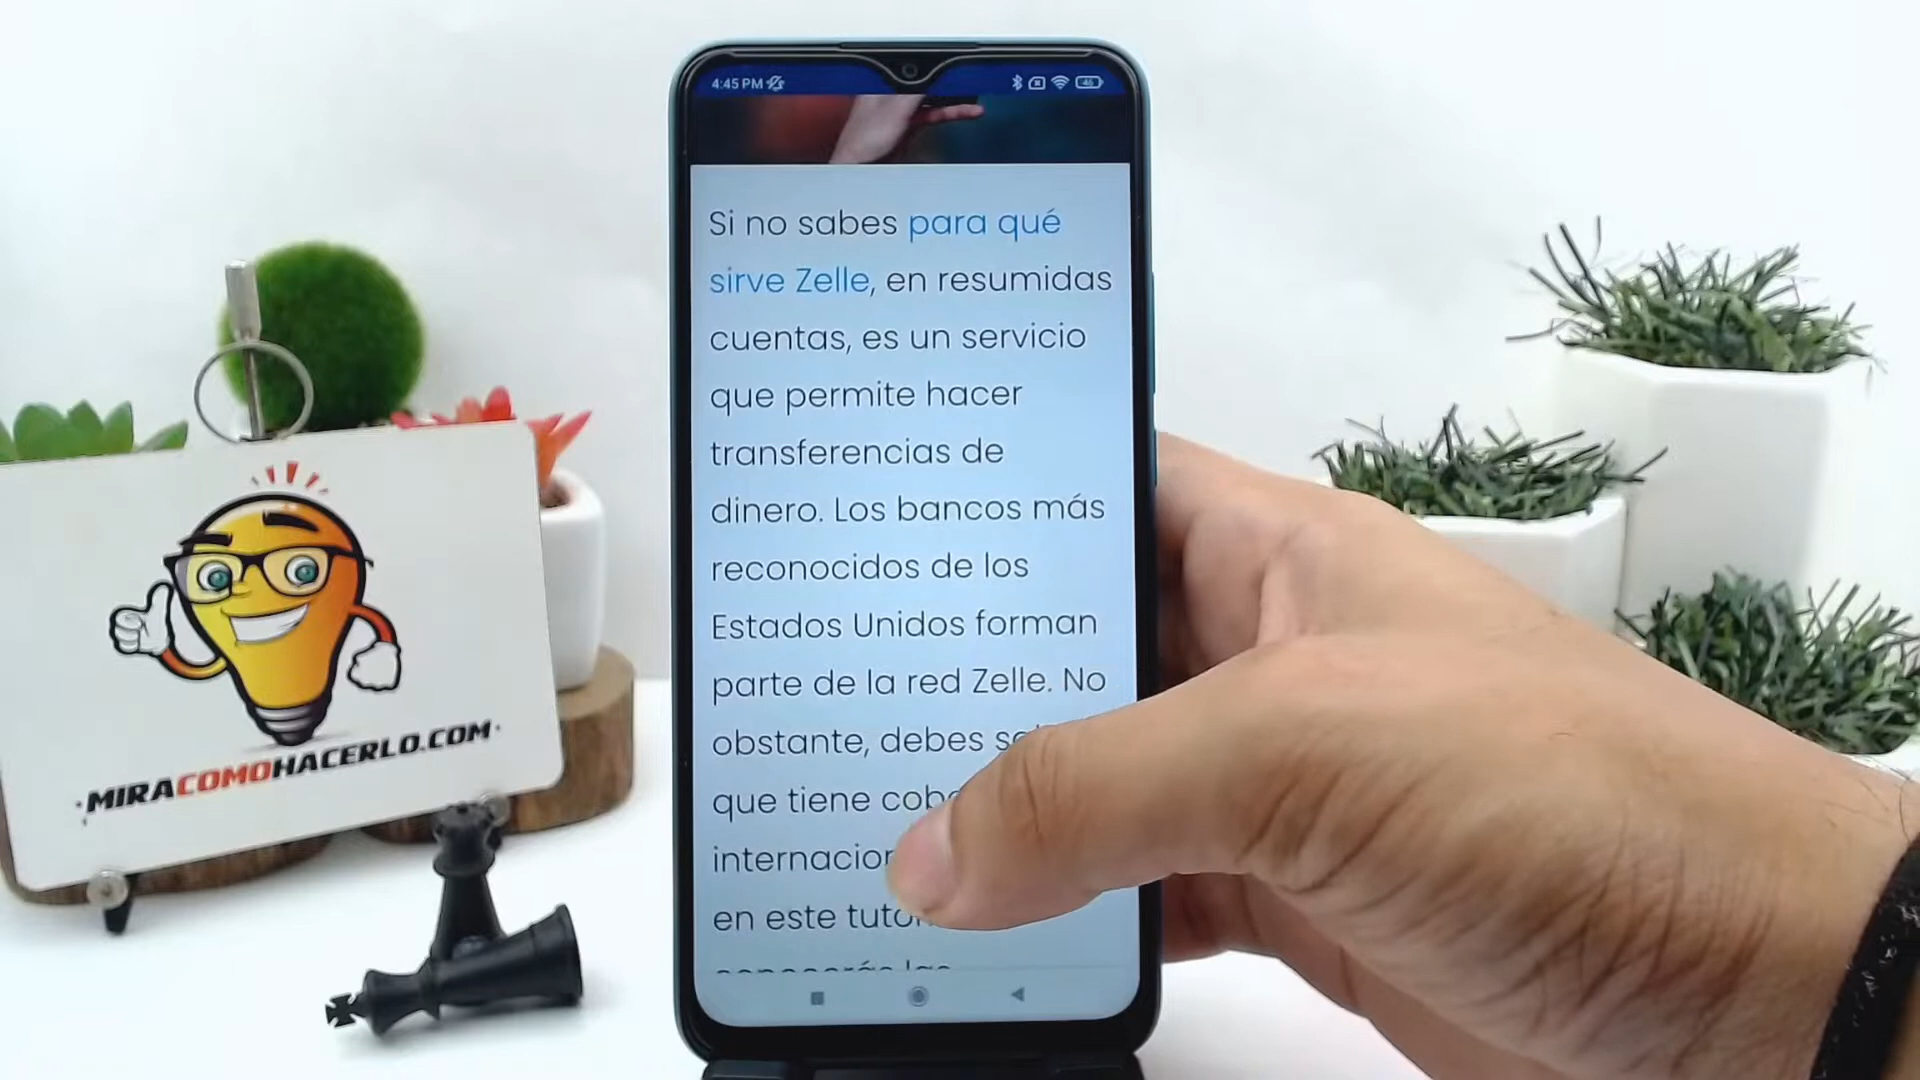 4:45 PM
46
Si no sabes para qué
sirve Zelle, en resumidas
cuentas, es un servicio
que permite hacer
transferencias de
dinero. Los bancos más
reconocidos de los
Estados Unidos forman
parte de la red Zelle. No
obstante, debes
que tiene
en este
·MIRACOMOHACERLO.COM·